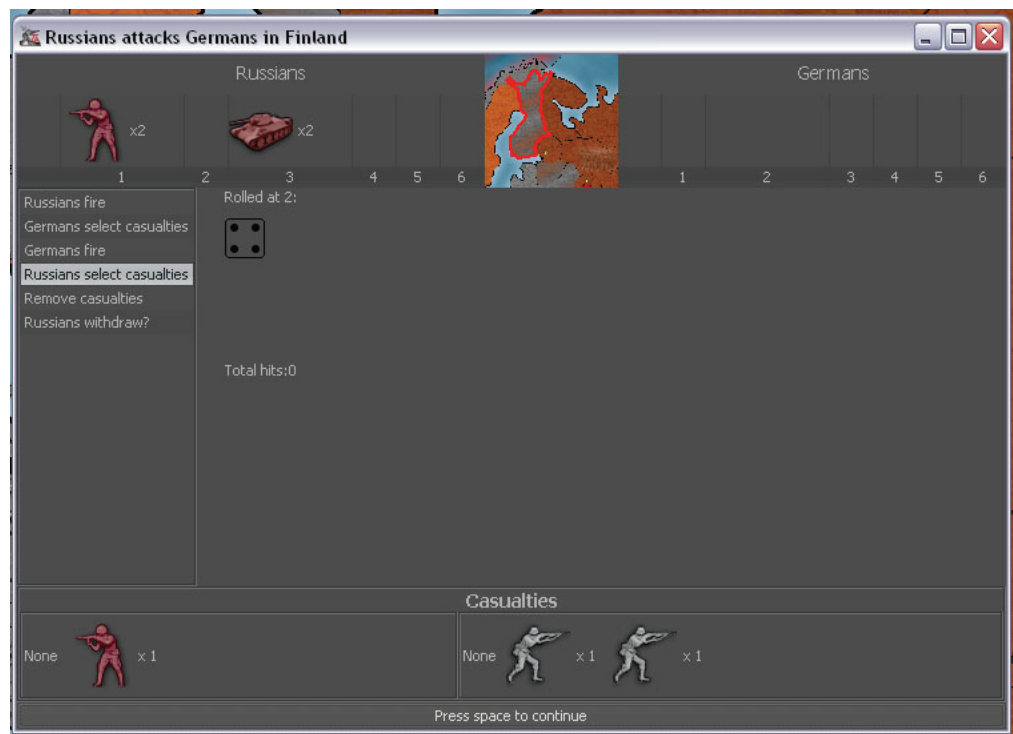 Russians attacks Germans in Finland
Russians Germans
x2 x2
1 2 3 4 5 6 1 2 3 4 5 6
Russians fire
Germans select casualties
Germans fire
Russians select casualties
Remove casualties
Russians withdraw?
Rolled at 2:
Total hits:0
Casualties
None x 1 None x 1 x 1
Press space to continue